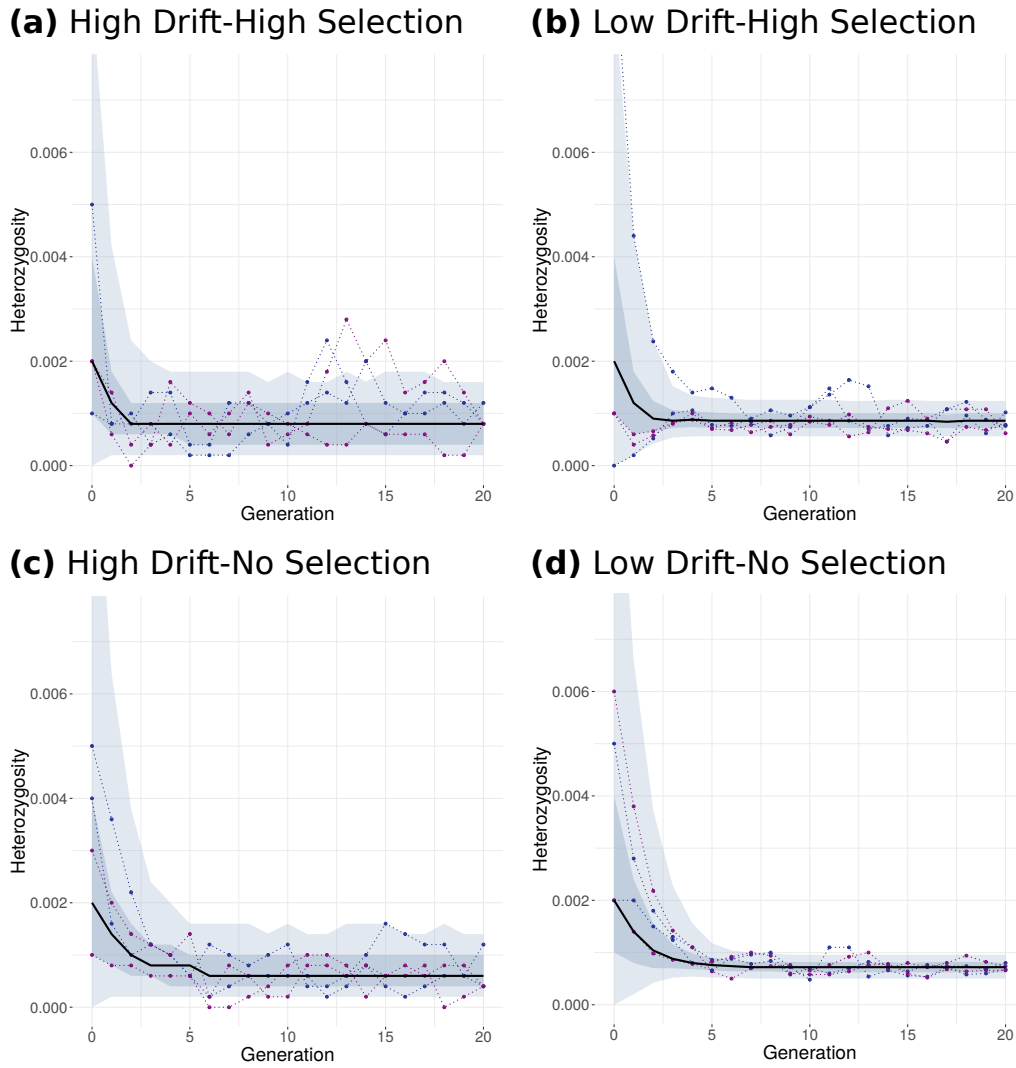 (a) High Drift-High Selection
Heterozygosity
0.006
0.004
0.002
0.000
0 5 10 15 20
Generation
(b) Low Drift-High Selection
Heterozygosity
0.006
0.004
0.002
0.000
0 5 10 15 20
Generation
(c) High Drift-No Selection
Heterozygosity
0.006
0.004
0.002
0.000
0 5 10 15 20
Generation
(d) Low Drift-No Selection
Heterozygosity
0.006
0.004
0.002
0.000
0 5 10 15 20
Generation